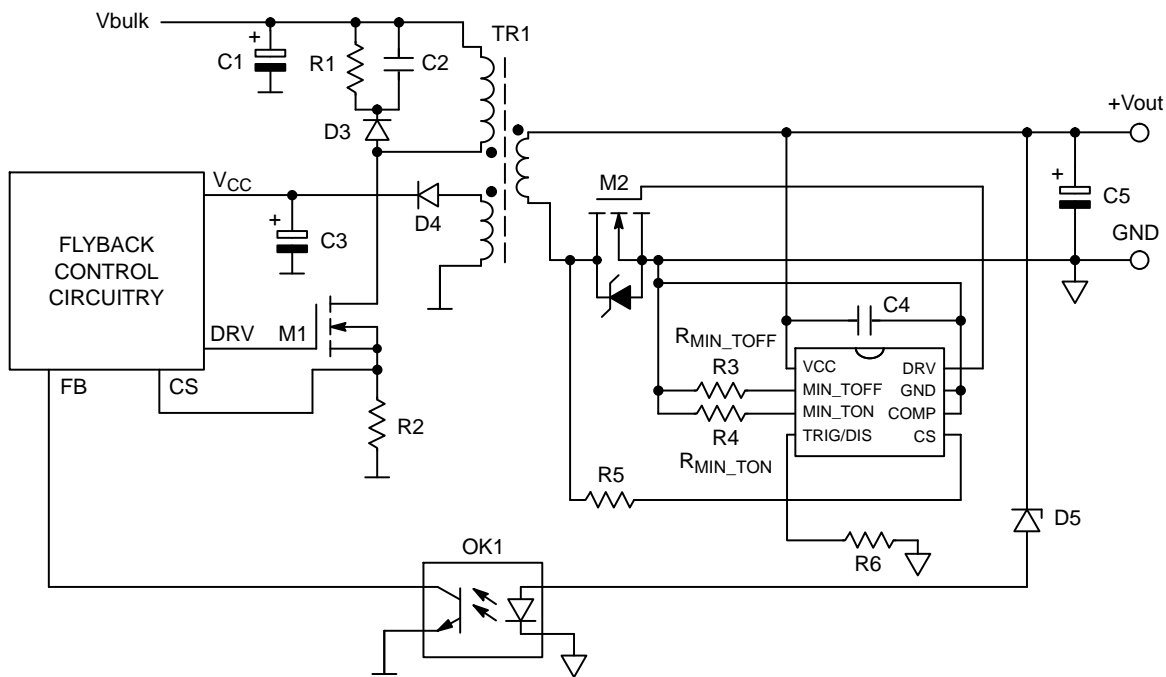 Vbulk
TR1
C1
R1
C2
D3
+Vout
VCC
M2
D4
C5
C3
GND
FLYBACK
CONTROL
CIRCUITRY
C4
RMIN_TOFF
DRV
M1
R3
VCC
DRV
MIN_TOFF
GND
FB
CS
MIN_TON
COMP
R4
TRIG/DIS
CS
R2
RMIN_TON
R5
D5
OK1
R6